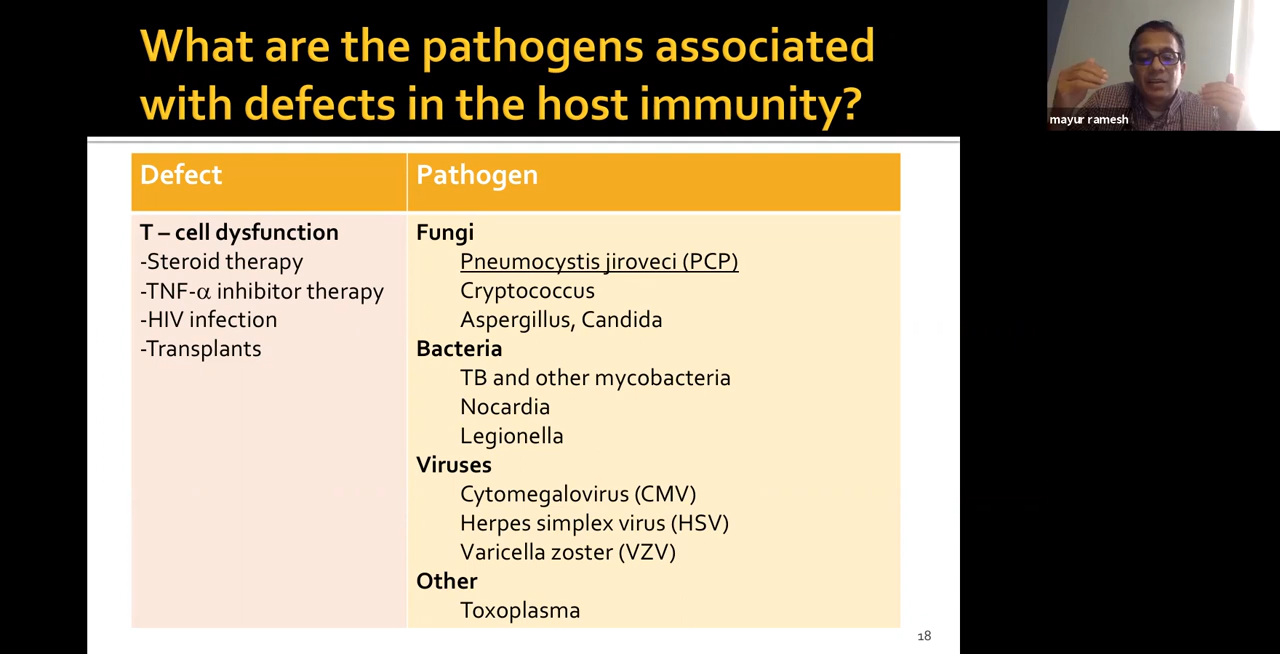 What are the pathogens associated
with defects in the host immunity?
mayur ramesh
Defect
Pathogen
T – cell dysfunction
-Steroid therapy
-TNF-α inhibitor therapy
-HIV infection
-Transplants
Fungi
Pneumocystis jiroveci (PCP)
Cryptococcus
Aspergillus, Candida
Bacteria
TB and other mycobacteria
Nocardia
Legionella
Viruses
Cytomegalovirus (CMV)
Herpes simplex virus (HSV)
Varicella zoster (VZV)
Other
Toxoplasma
18